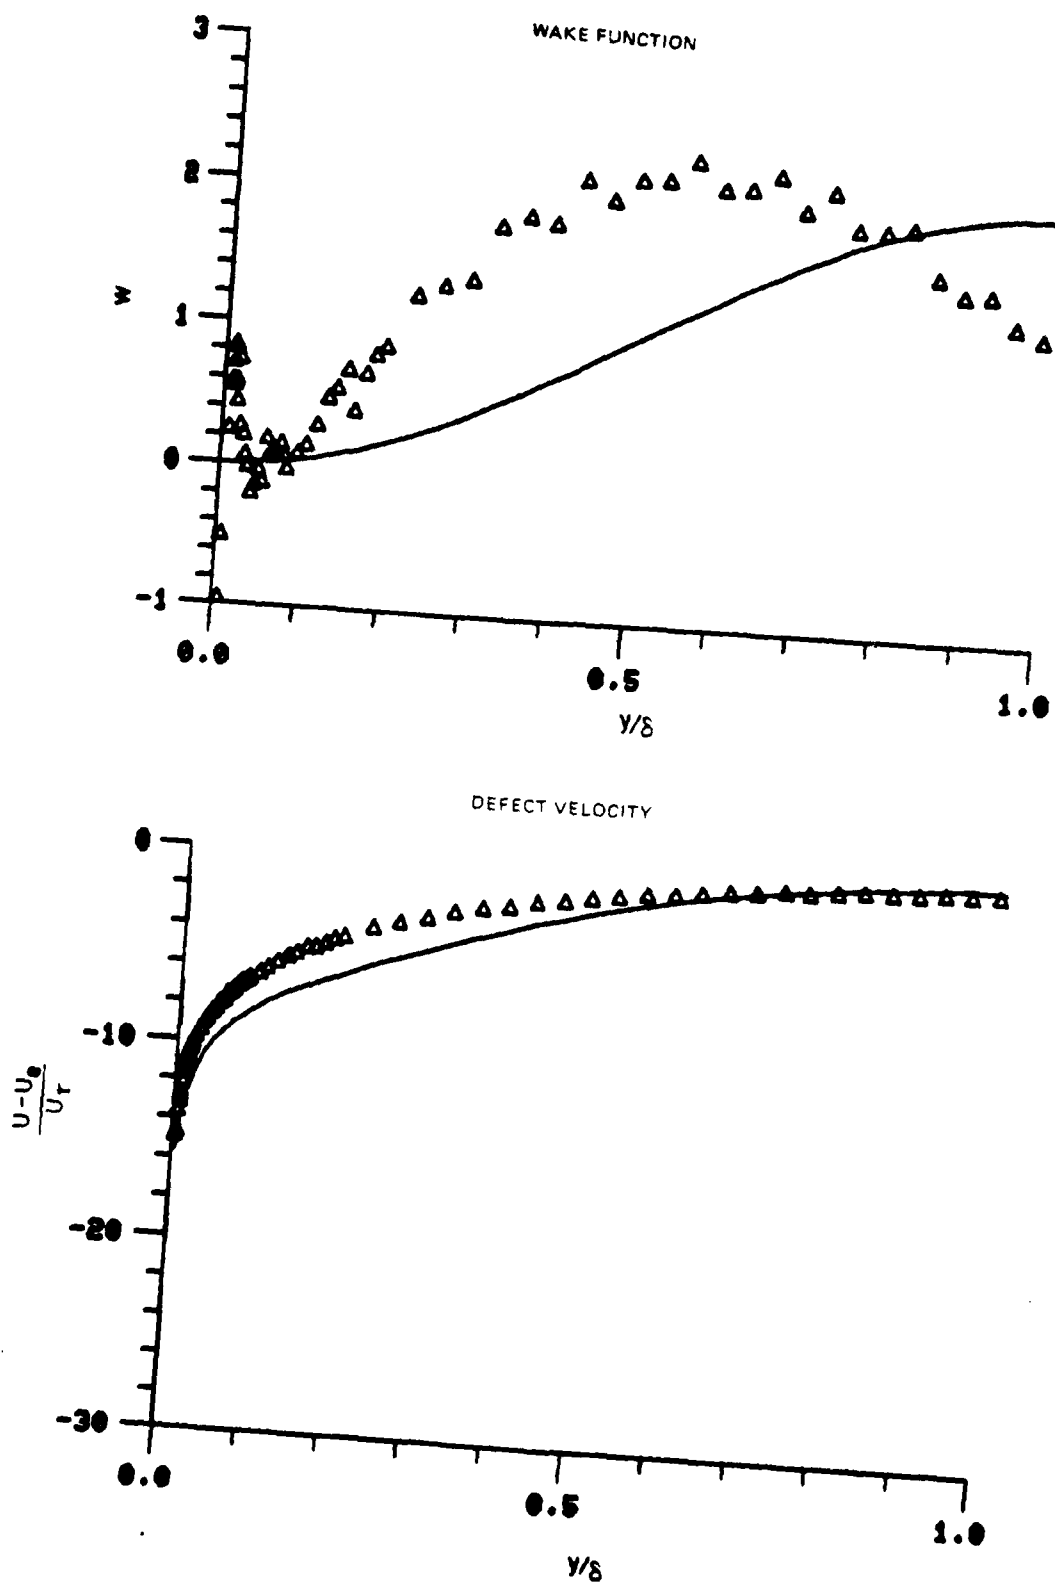 WAKE FUNCTION
3
2
1
0
-1
W
0.0
0.5
1.0
y/δ
DEFECT VELOCITY
0
-10
-20
-30
U-Ue
Uτ
0.0
0.5
1.0
y/δ